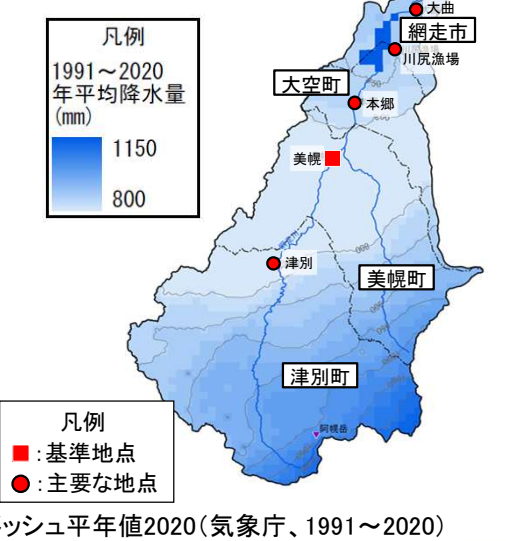 大曲
網走市
川尻漁場
大空町
本郷
美幌
津別
美幌町
津別町
阿幌岳
凡例
1991～2020
年平均降水量
(mm)
1150
800
凡例
:基準地点
:主要な地点
ッシュ平年値2020(気象庁、1991～2020)